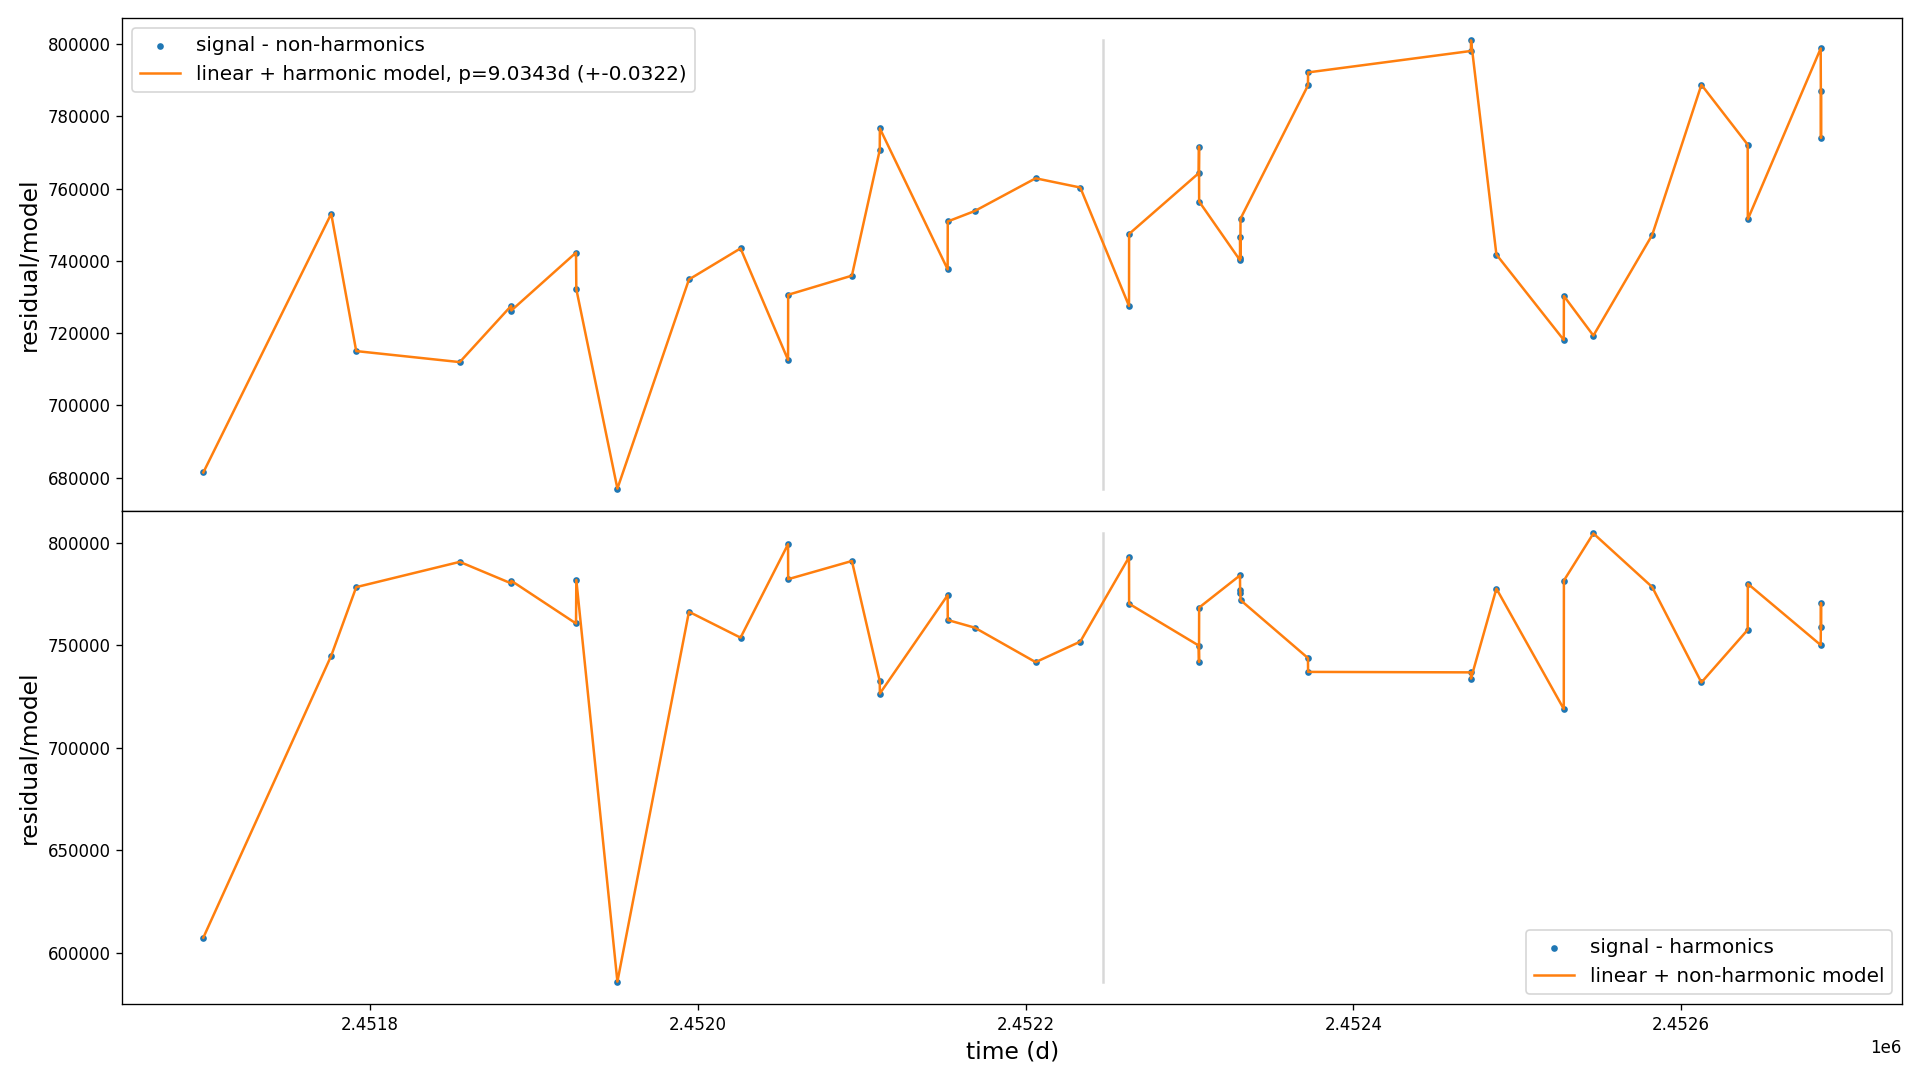 800000
780000
760000
740000
720000
700000
680000
residual/model
signal - non-harmonics
linear + harmonic model, p=9.0343d (+-0.0322)
800000
750000
700000
650000
600000
residual/model
signal - harmonics
linear + non-harmonic model
2.4518 2.4520 2.4522 2.4524 2.4526
time (d)
1e6